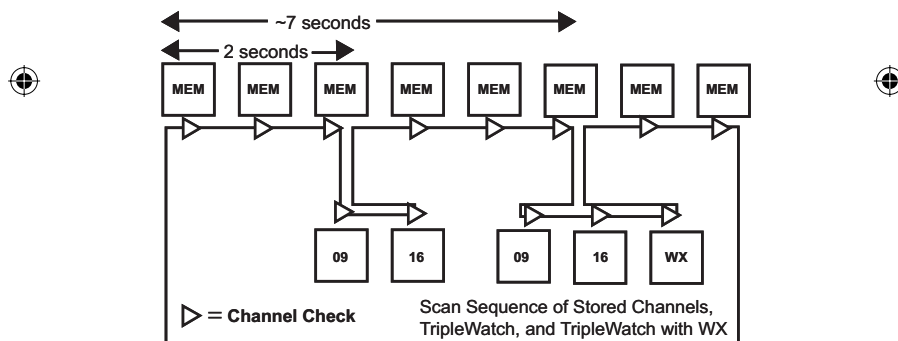 ~7 seconds
2 seconds
MEM MEM MEM MEM MEM MEM MEM MEM
09 16 09 16 WX
= Channel Check
Scan Sequence of Stored Channels,
TripleWatch, and TripleWatch with WX